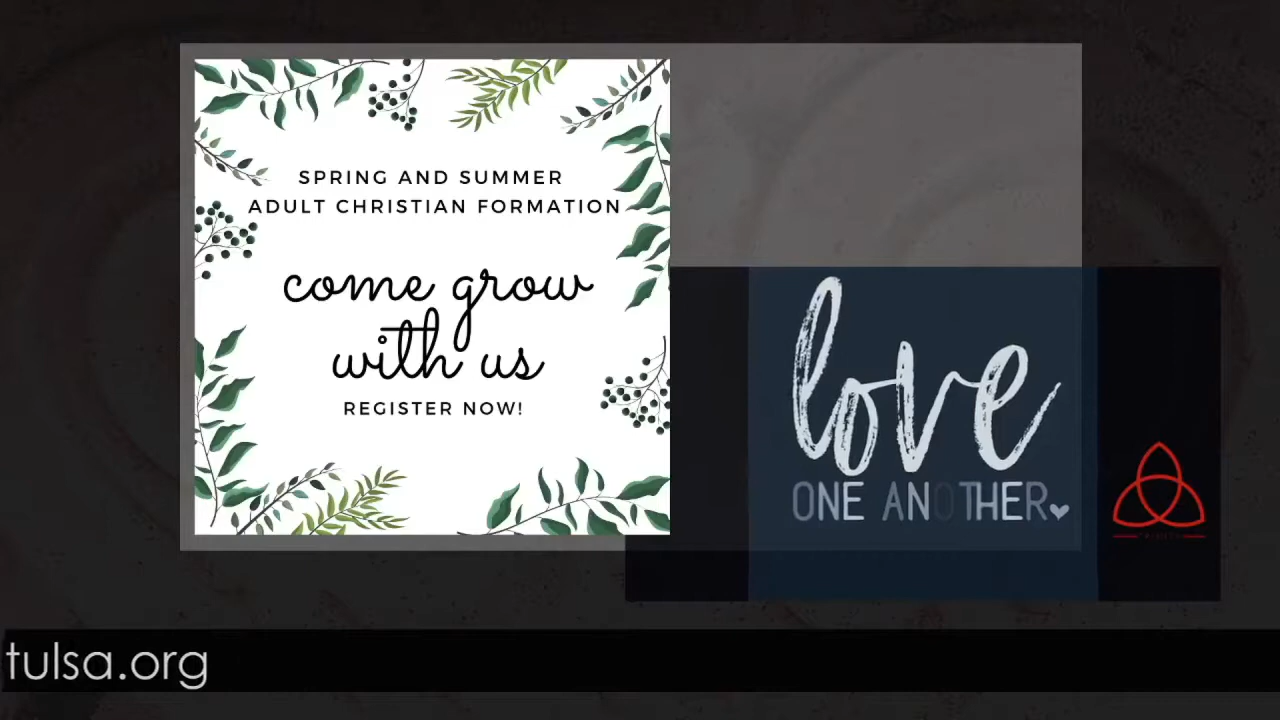 SPRING AND SUMMER
ADULT CHRISTIAN FORMATION
come grow
with us
REGISTER NOW!
love
ONE ANOTHER
tulsa.org